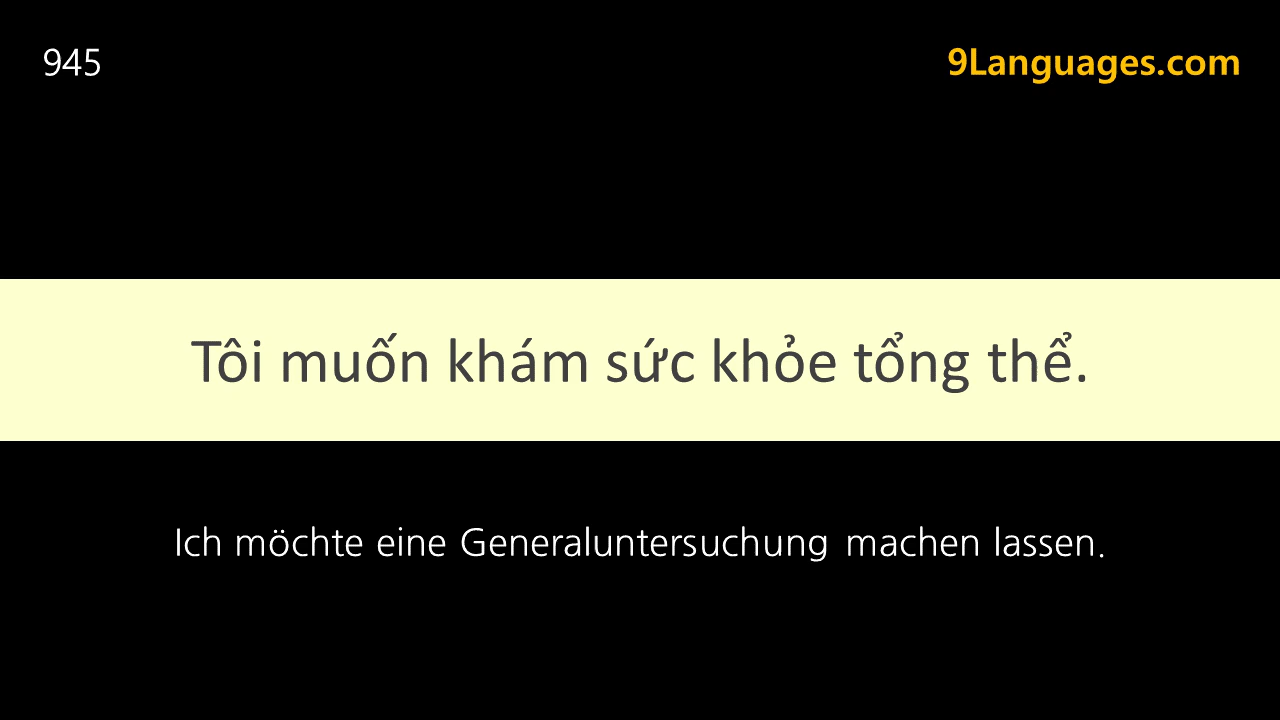 945
9Languages.com
Tôi muốn khám sức khỏe tổng thể.
Ich möchte eine Generaluntersuchung machen lassen.